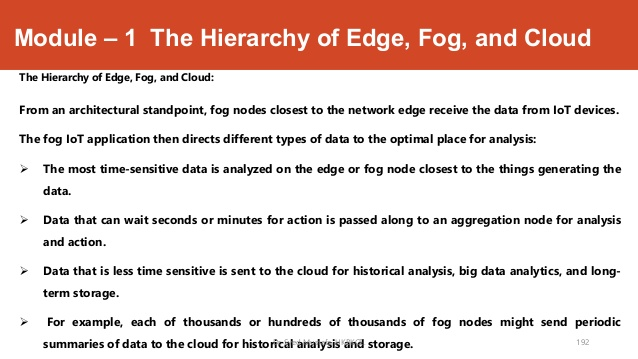 Module – 1 The Hierarchy of Edge, Fog, and Cloud
The Hierarchy of Edge, Fog, and Cloud:
From an architectural standpoint, fog nodes closest to the network edge receive the data from IoT devices.
The fog IoT application then directs different types of data to the optimal place for analysis:
➢ The most time-sensitive data is analyzed on the edge or fog node closest to the things generating the
data.
➢ Data that can wait seconds or minutes for action is passed along to an aggregation node for analysis
and action.
➢ Data that is less time sensitive is sent to the cloud for historical analysis, big data analytics, and long-
term storage.
➢ For example, each of thousands or hundreds of thousands of fog nodes might send periodic
summaries of data to the cloud for historical analysis and storage.
192